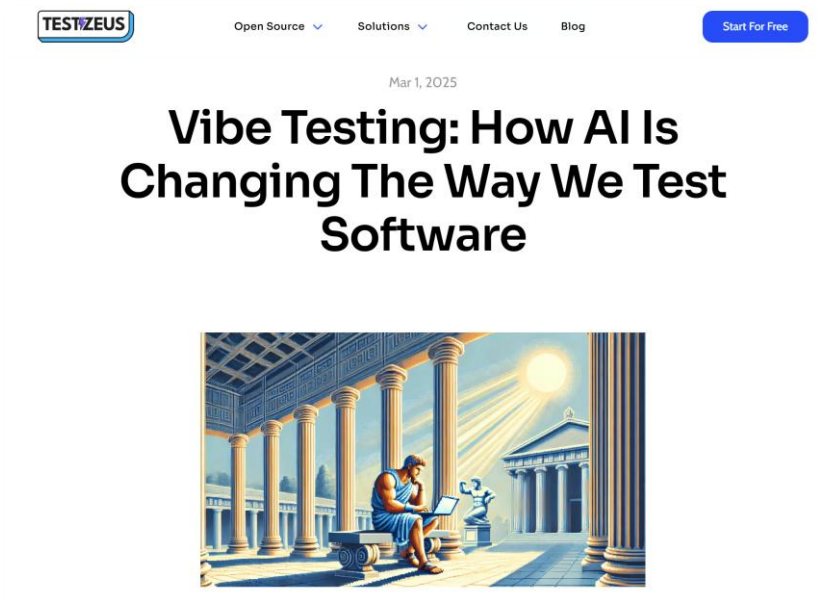 TESTZEUS
Open Source
Solutions
Contact Us
Blog
Start For Free
Mar 1, 2025
Vibe Testing: How AI Is
Changing The Way We Test
Software